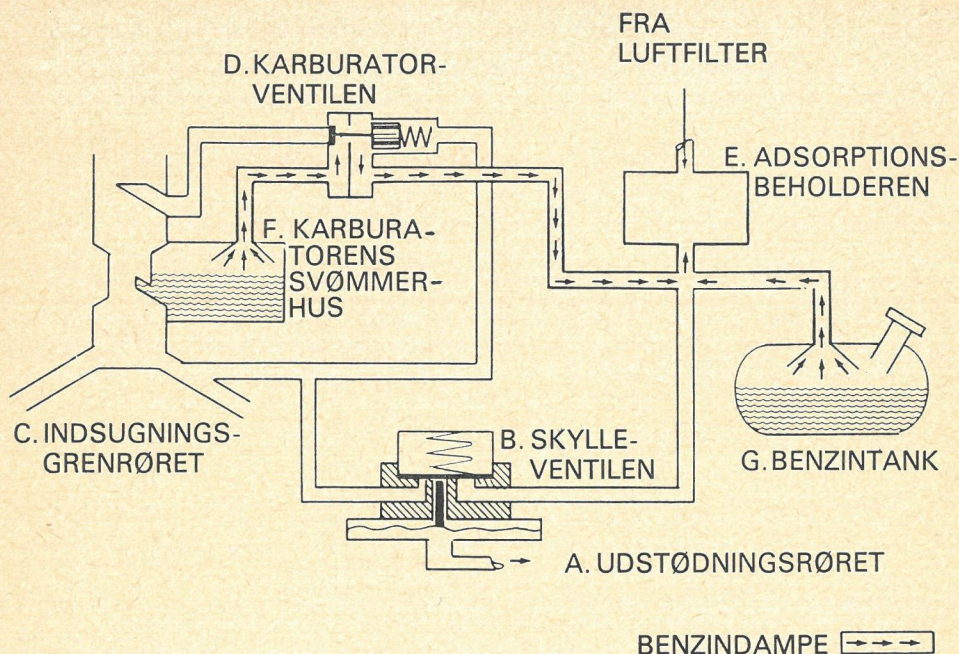 FRA
LUFTFILTER
D. KARBURATOR-
VENTILEN
E. ADSORPTIONS-
BEHOLDEREN
F. KARBURA-
TORENS
SVØMMER-
HUS
C. INDSUGNINGS-
GRENRØRET
B. SKYLLE-
VENTILEN
G. BENZINTANK
A. UDSTØDNINGSRØRET
BENZINDAMPE